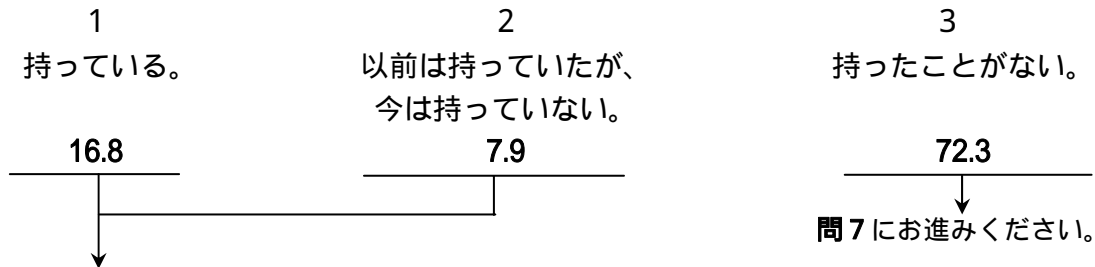 1
持っている。
16.8
2
以前は持っていたが、
今は持っていない。
7.9
3
持ったことがない。
72.3
問7にお進みください。